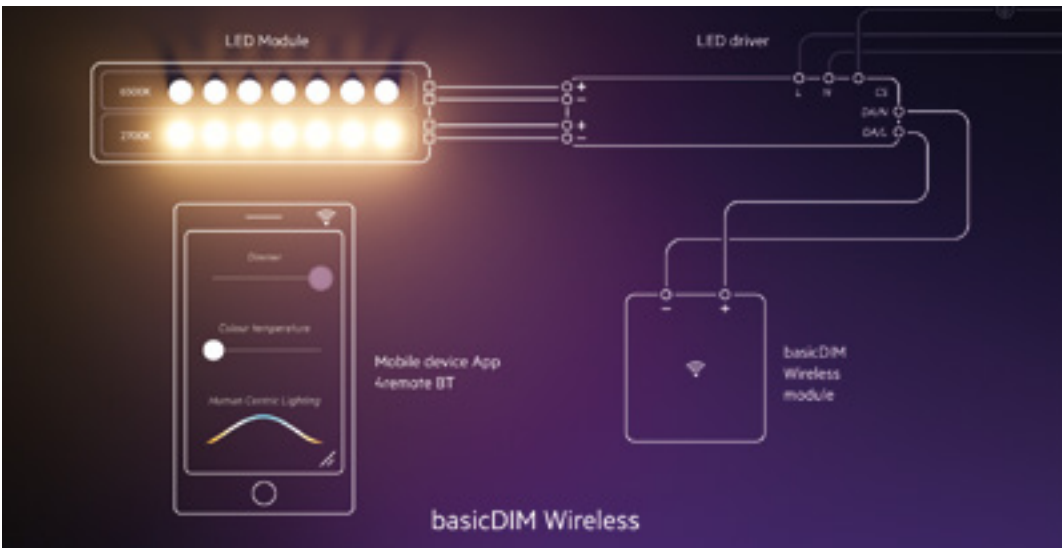 LED Module
LED driver
6500K
2700K
+
−
+
−
L
N
CE
DA/N
DA/L
Dimmer
Colour temperature
Human Centric Lighting
Mobile device App
4remote BT
−
+
basicDIM
Wireless
module
basicDIM Wireless